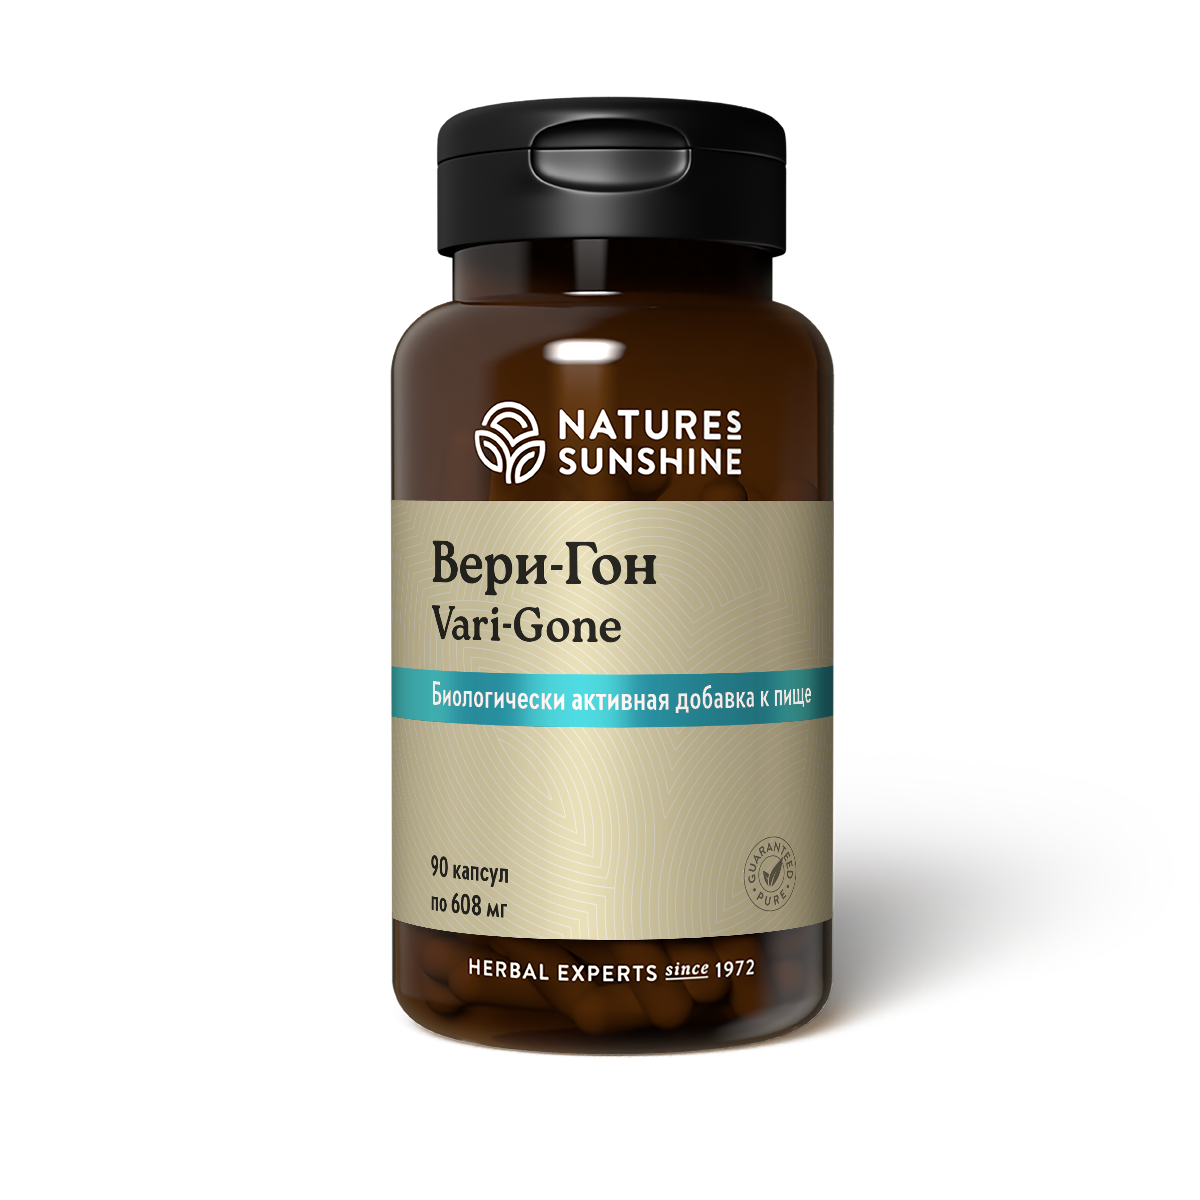 NATURES
SUNSHINE
Вери-Гон
Vari-Gone
Биологически активная добавка к пище
90 капсул
по 608 мг
GUARANTEED
• PURE •
HERBAL EXPERTS since 1972